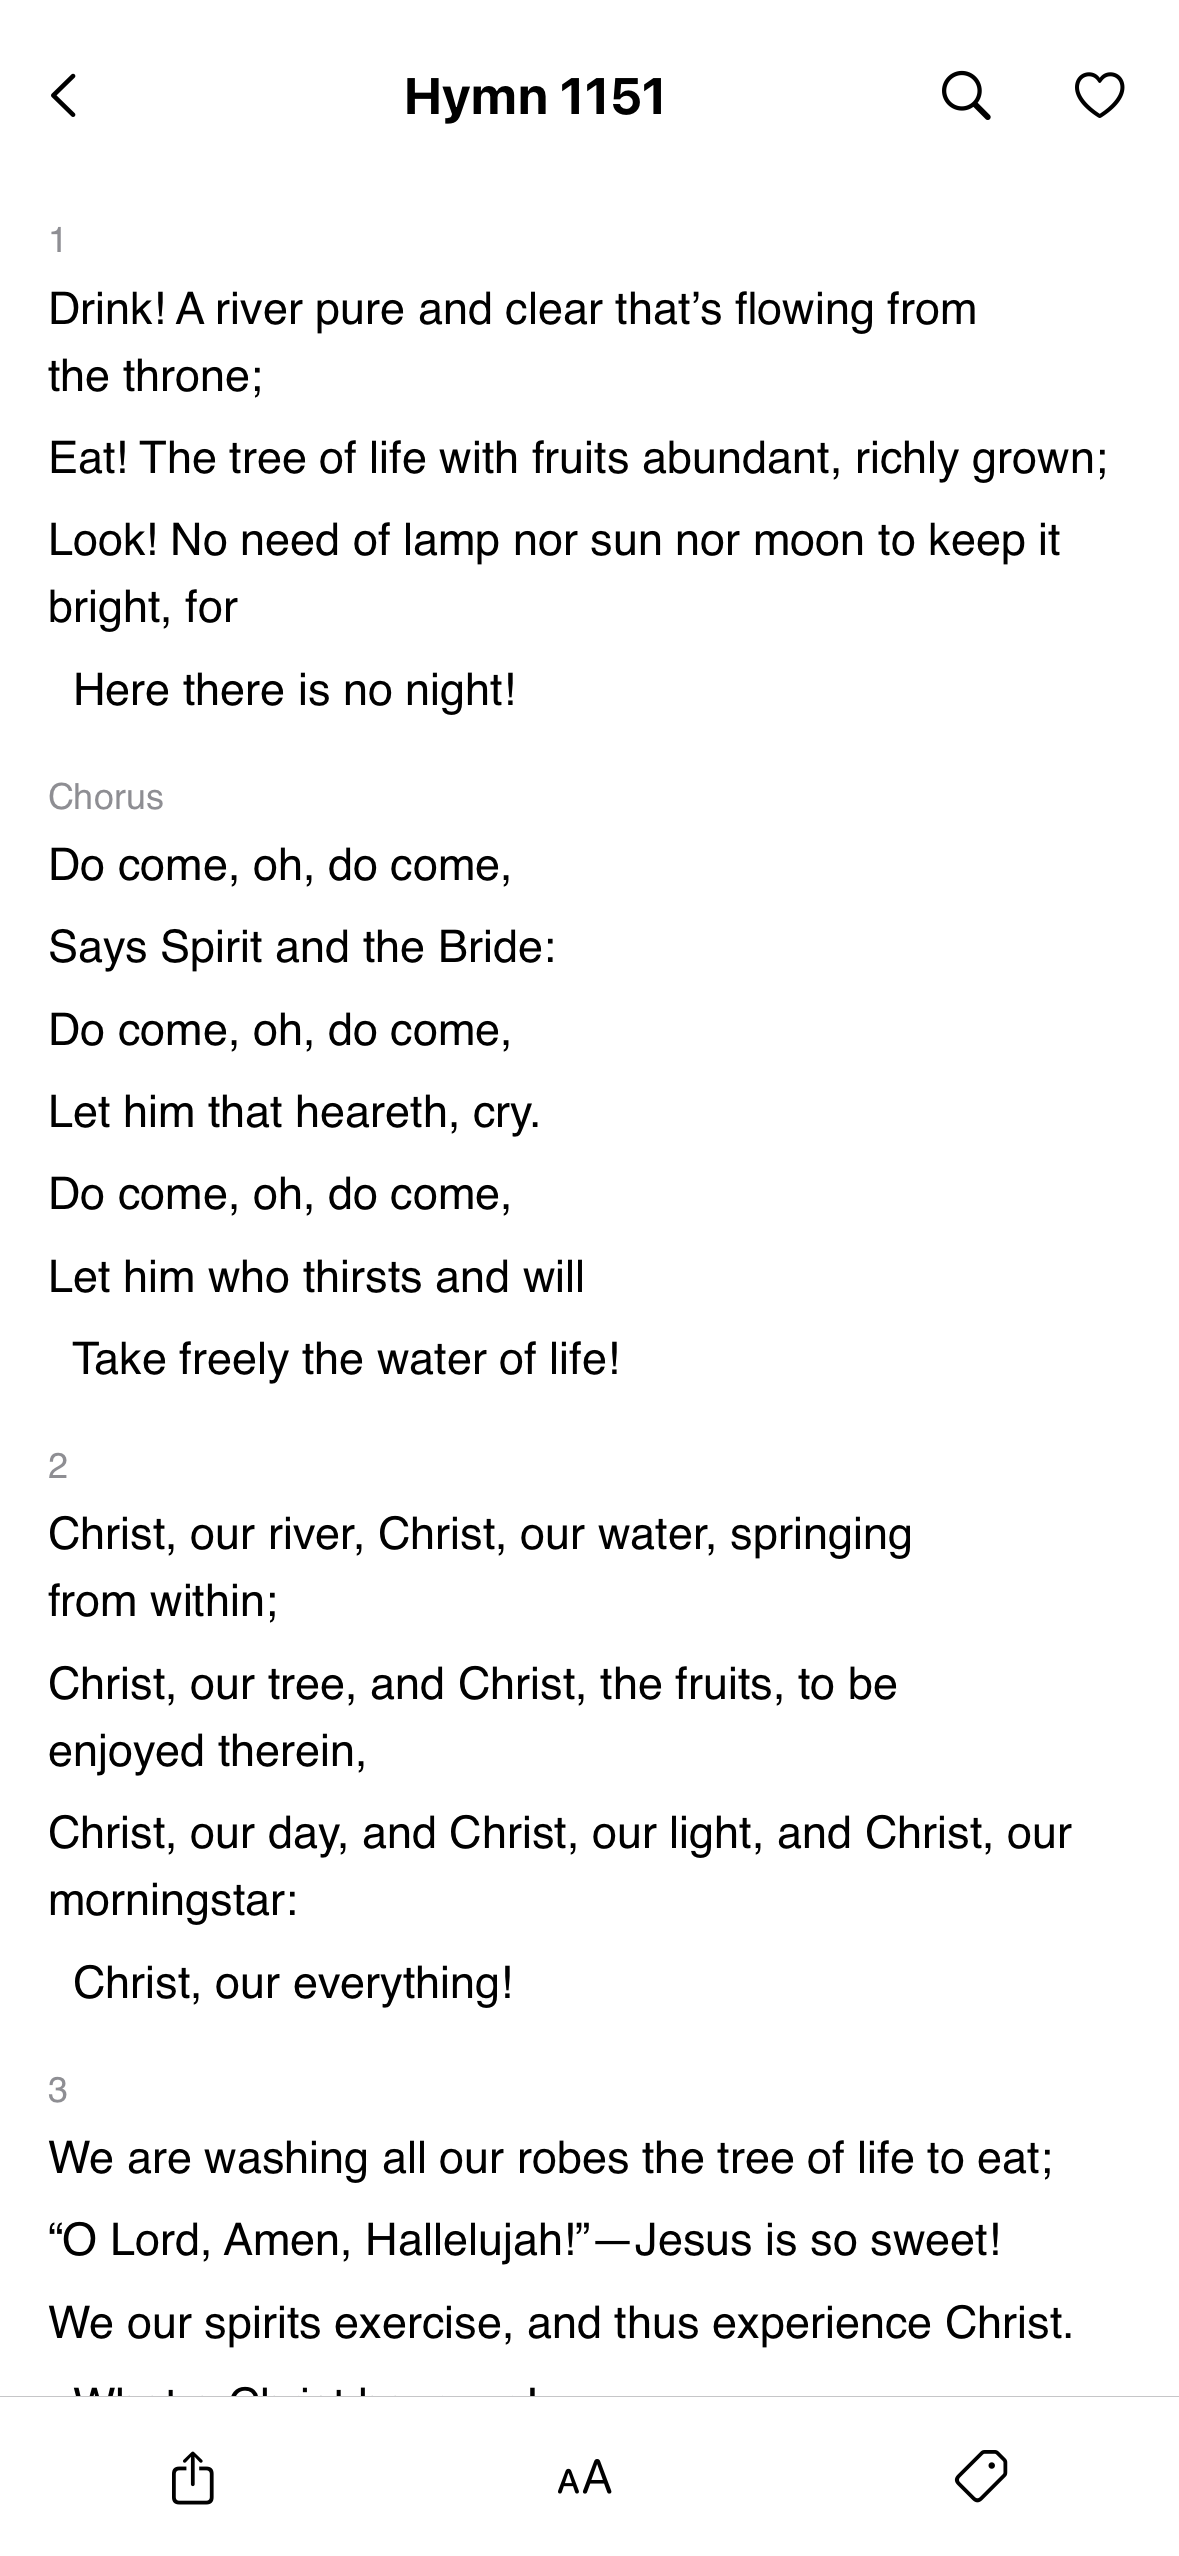 Hymn 1151
1
Drink! A river pure and clear that’s flowing from
the throne;
Eat! The tree of life with fruits abundant, richly grown;
Look! No need of lamp nor sun nor moon to keep it
bright, for
Here there is no night!
Chorus
Do come, oh, do come,
Says Spirit and the Bride:
Do come, oh, do come,
Let him that heareth, cry.
Do come, oh, do come,
Let him who thirsts and will
Take freely the water of life!
2
Christ, our river, Christ, our water, springing
from within;
Christ, our tree, and Christ, the fruits, to be
enjoyed therein,
Christ, our day, and Christ, our light, and Christ, our
morningstar:
Christ, our everything!
3
We are washing all our robes the tree of life to eat;
“O Lord, Amen, Hallelujah!”—Jesus is so sweet!
We our spirits exercise, and thus experience Christ.
AA